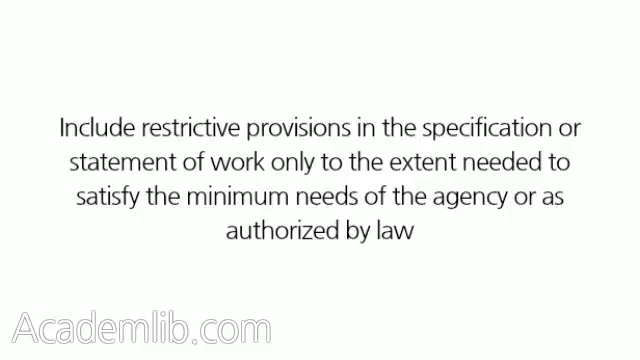 Include restrictive provisions in the specification or
statement of work only to the extent needed to
satisfy the minimum needs of the agency or as
authorized by law
Academlib.com